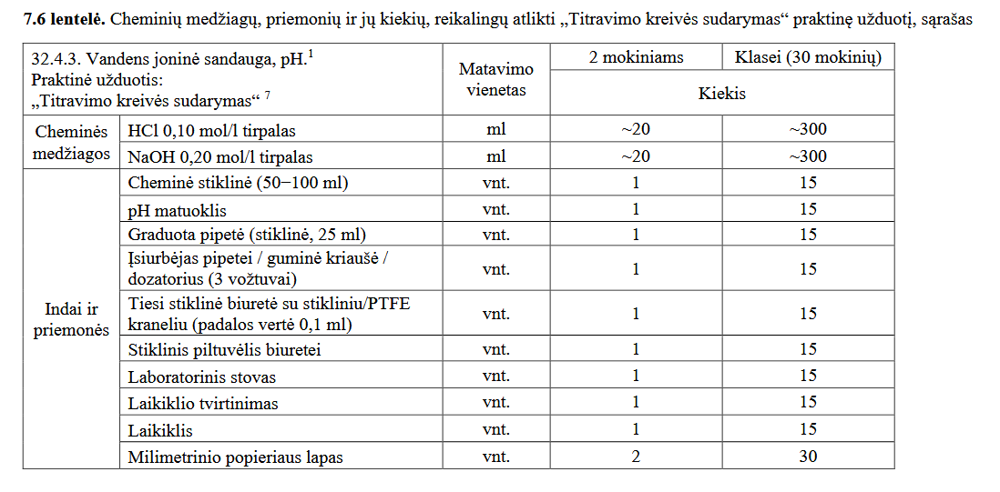 7.6 lentelė. Cheminių medžiagų, priemonių ir jų kiekių, reikalingų atlikti „Titravimo kreivės sudarymas“ praktinę užduotį, sąrašas
32.4.3. Vandens joninė sandauga, pH.1
Praktinė užduotis:
„Titravimo kreivės sudarymas“ 7
Matavimo
vienetas
2 mokiniams
Klasei (30 mokinių)
Kiekis
Cheminės
medžiagos
HCl 0,10 mol/l tirpalas ml ~20 ~300
NaOH 0,20 mol/l tirpalas ml ~20 ~300
Indai ir
priemonės
Cheminė stiklinė (50−100 ml) vnt. 1 15
pH matuoklis vnt. 1 15
Graduota pipetė (stiklinė, 25 ml) vnt. 1 15
Įsiurbėjas pipetei / guminė kriaušė /
dozatorius (3 vožtuvai) vnt. 1 15
Tiesi stiklinė biuretė su stikliniu/PTFE
kraneliu (padalos vertė 0,1 ml) vnt. 1 15
Stiklinis piltuvėlis biuretei vnt. 1 15
Laboratorinis stovas vnt. 1 15
Laikiklio tvirtinimas vnt. 1 15
Laikiklis vnt. 1 15
Milimetrinio popieriaus lapas vnt. 2 30